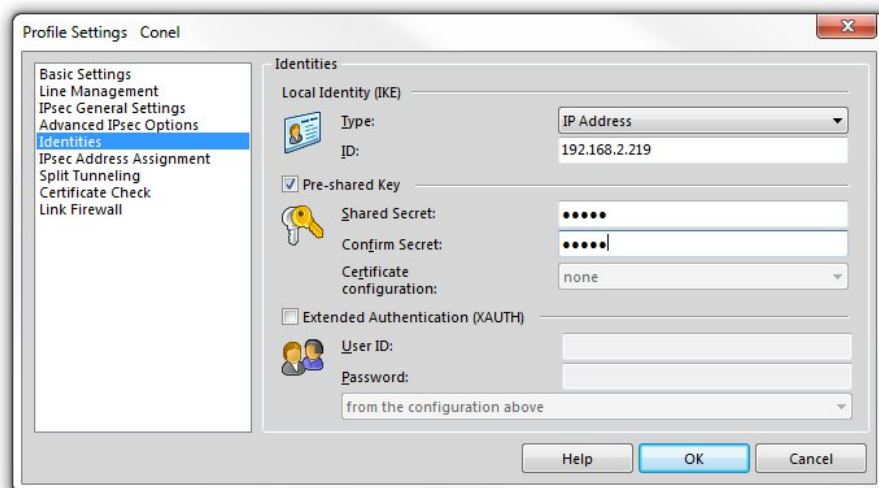 Profile Settings Conel
Basic Settings
Line Management
IPsec General Settings
Advanced IPsec Options
Identities
IPsec Address Assignment
Split Tunneling
Certificate Check
Link Firewall
Identities
Local Identity (IKE)
Type: IP Address
ID: 192.168.2.219
Pre-shared Key
Shared Secret: •••••
Confirm Secret: •••••
Certificate
configuration: none
Extended Authentication (XAUTH)
User ID:
Password:
from the configuration above
Help OK Cancel